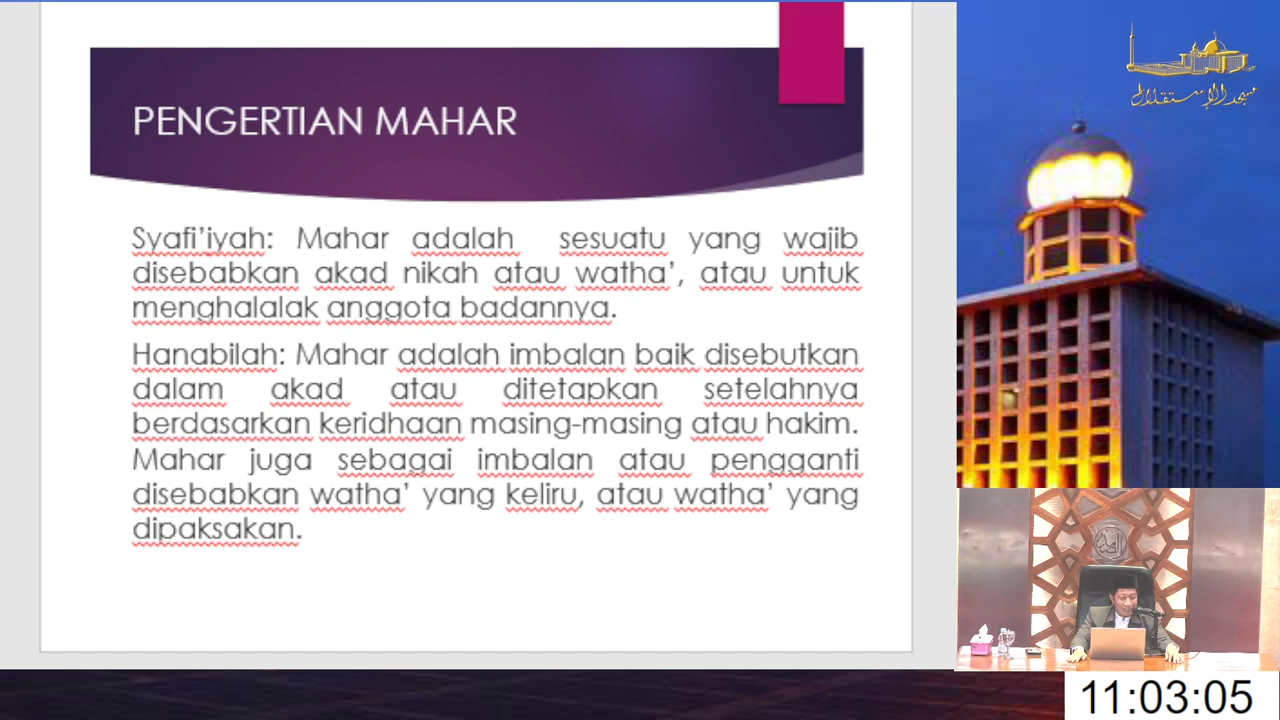 PENGERTIAN MAHAR
Syafi'iyah: Mahar adalah sesuatu yang wajib
disebabkan akad nikah atau watha', atau untuk
menghalalak anggota badannya.
Hanabilah: Mahar adalah imbalan baik disebutkan
dalam akad atau ditetapkan setelahnya
berdasarkan keridhaan masing-masing atau hakim.
Mahar juga sebagai imbalan atau pengganti
disebabkan watha' yang keliru, atau watha' yang
dipaksakan.
مسجد الإستقلال
11:03:05